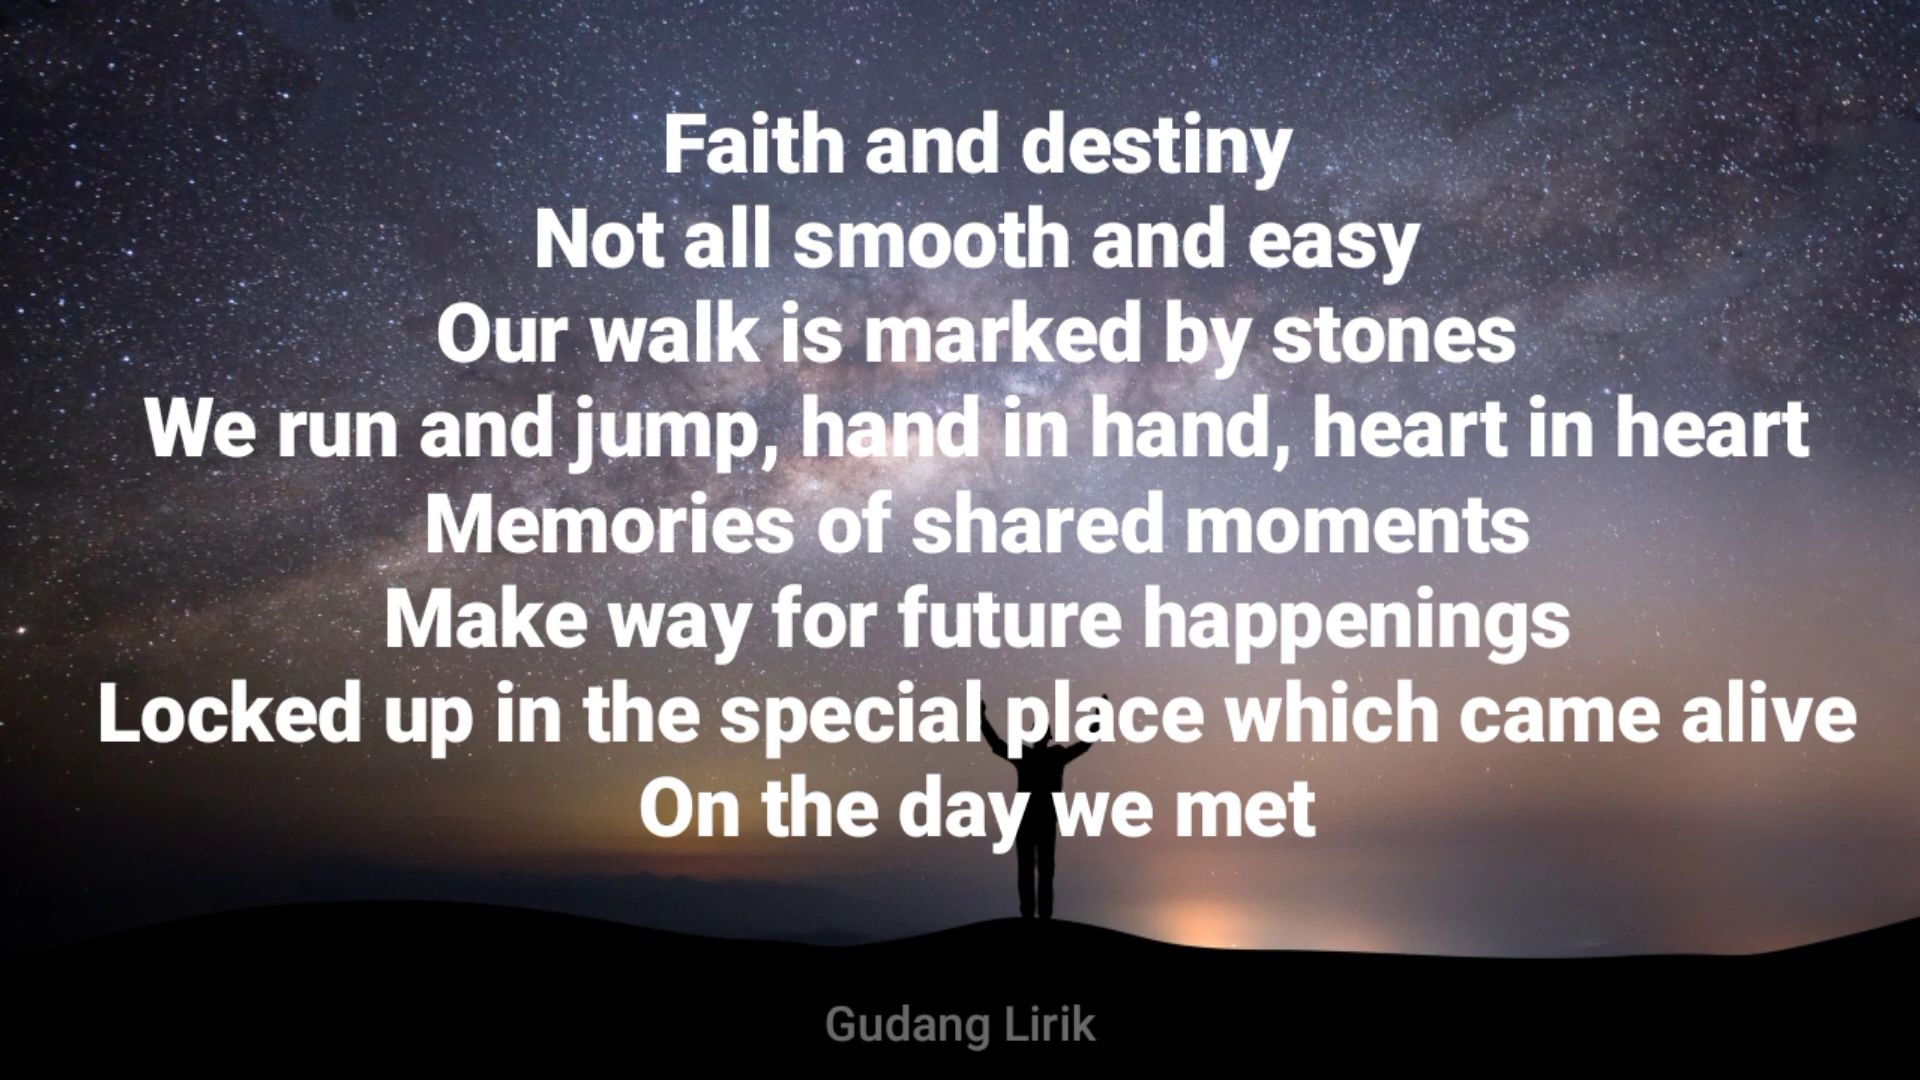 Faith and destiny
Not all smooth and easy
Our walk is marked by stones
We run and jump, hand in hand, heart in heart
Memories of shared moments
Make way for future happenings
Locked up in the special place which came alive
On the day we met
Gudang Lirik